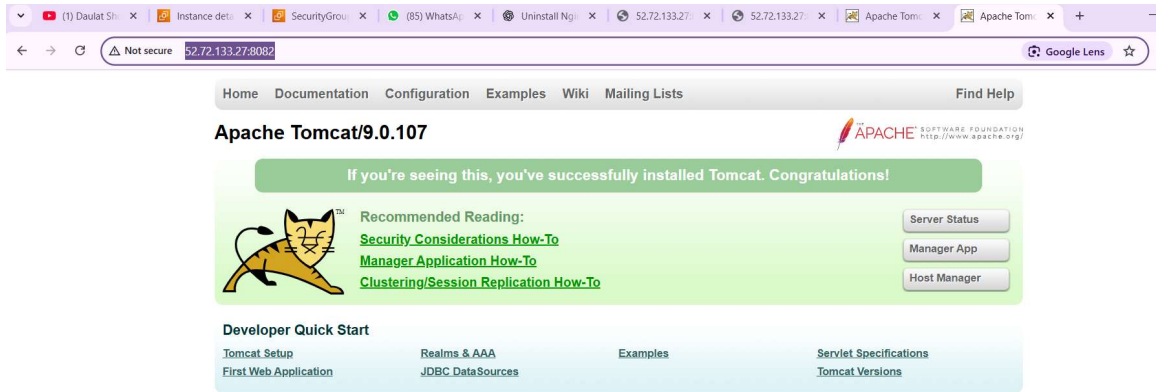 (1) Daulat Sh
Instance deta
SecurityGrou
(85) WhatsAp
Uninstall Ngi
52.72.133.27:
52.72.133.27:
Apache Tomc
Apache Tomc
Not secure 52.72.133.27:8082 Google Lens
Home Documentation Configuration Examples Wiki Mailing Lists Find Help
Apache Tomcat/9.0.107
THE
APACHE® SOFTWARE FOUNDATION
http://www.apache.org/
If you're seeing this, you've successfully installed Tomcat. Congratulations!
TM
Recommended Reading:
Security Considerations How-To
Manager Application How-To
Clustering/Session Replication How-To
Server Status
Manager App
Host Manager
Developer Quick Start
Tomcat Setup Realms & AAA Examples Servlet Specifications
First Web Application JDBC DataSources Tomcat Versions